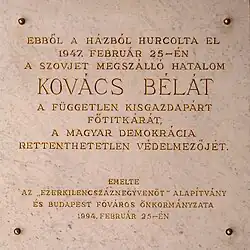 EBBŐL A HÁZBÓL HURCOLTA EL
1947. FEBRUÁR 25-ÉN
A SZOVJET MEGSZÁLLÓ HATALOM
KOVÁCS BÉLÁT
A FÜGGETLEN KISGAZDAPÁRT
FŐTITKÁRÁT,
A MAGYAR DEMOKRÁCIA
RETTENTHETETLEN VÉDELMEZŐJÉT.
EMELTE
AZ „EZERKILENCSZÁZNEGYVENÖT" ALAPÍTVÁNY
ÉS BUDAPEST FŐVÁROS ÖNKORMÁNYZATA
1994. FEBRUÁR 25-ÉN